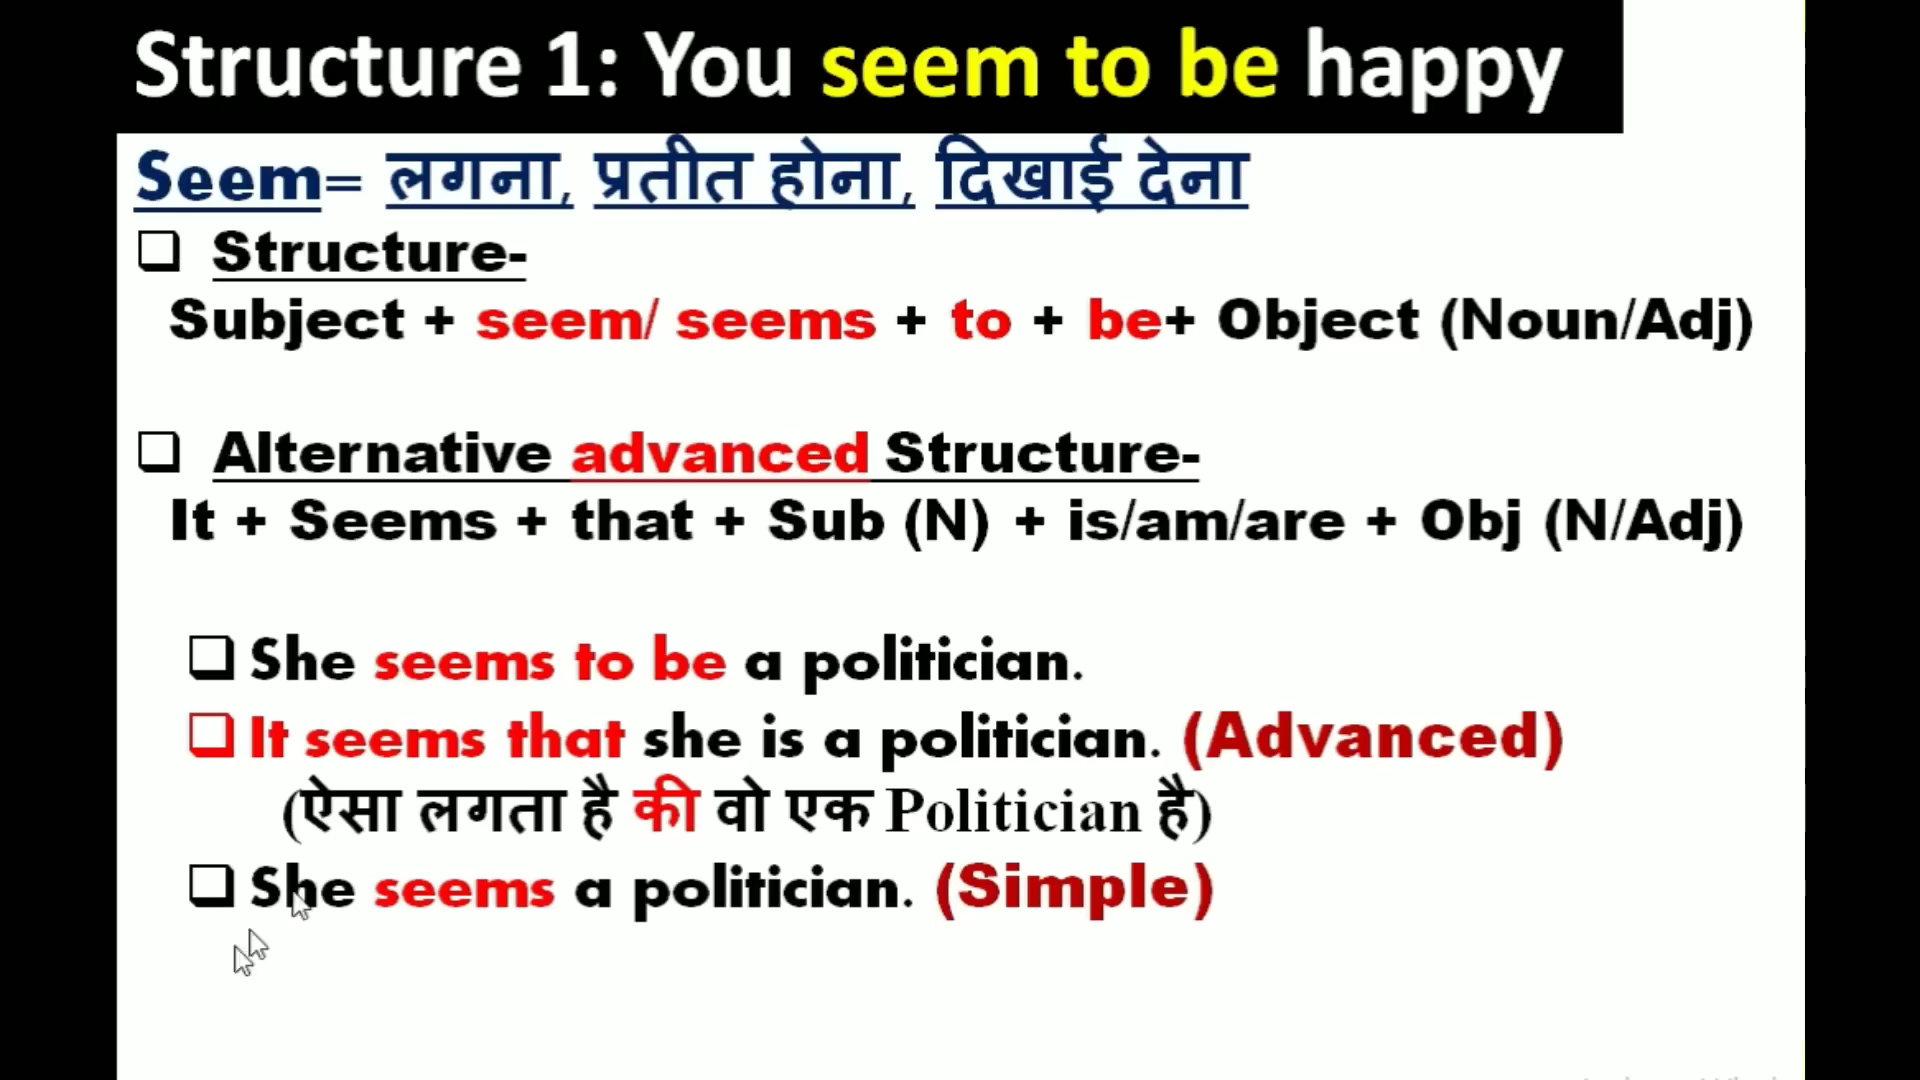 Structure 1: You seem to be happy
Seem= लगना, प्रतीत होना, दिखाई देना
❑ Structure-
Subject + seem/ seems + to + be+ Object (Noun/Adj)
❑ Alternative advanced Structure-
It + Seems + that + Sub (N) + is/am/are + Obj (N/Adj)
❑ She seems to be a politician.
❑ It seems that she is a politician. (Advanced)
(ऐसा लगता है की वो एक Politician है)
❑ She seems a politician. (Simple)